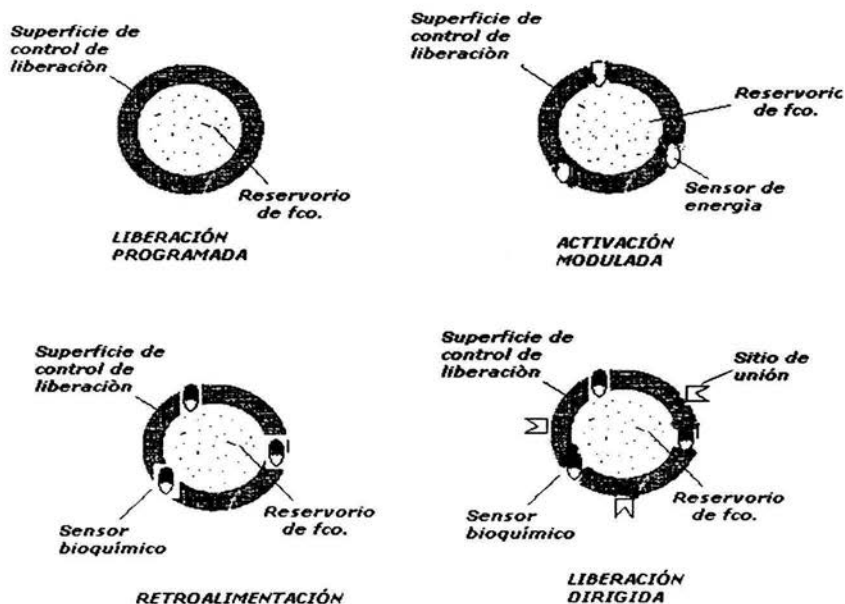 Superficie de
control de
liberaciòn
Reservorio
de fco.
LIBERACIÓN
PROGRAMADA
Superficie de
control de
liberaciòn
Reservorio
de fco.
Sensor de
energìa
ACTIVACIÓN
MODULADA
Superficie de
control de
liberaciòn
Reservorio
de fco.
Sensor
bioquímico
RETROALIMENTACIÓN
Superficie de
control de
liberaciòn
Sitio de
unión
Reservorio
de fco.
Sensor
bioquímico
LIBERACIÓN
DIRIGIDA